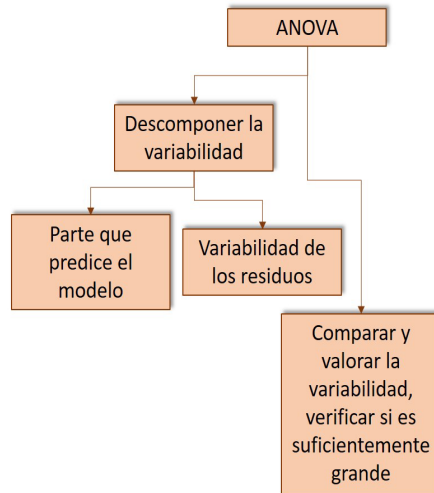 ANOVA
Descomponer la
variabilidad
Parte que
predice el
modelo
Variabilidad de
los residuos
Comparar y
valorar la
variabilidad,
verificar si es
suficientemente
grande